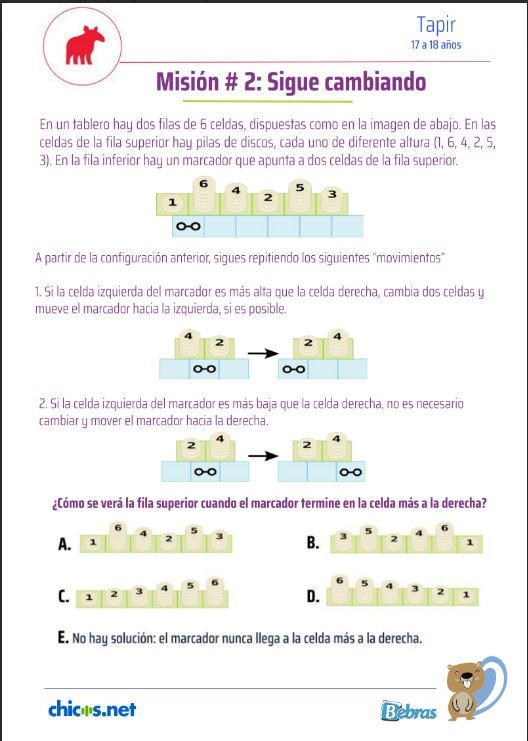 Tapir
17 a 18 años
Misión # 2: Sigue cambiando
En un tablero hay dos filas de 6 celdas, dispuestas como en la imagen de abajo. En las
celdas de la fila superior hay pilas de discos, cada uno de diferente altura (1, 6, 4, 2, 5,
3). En la fila inferior hay un marcador que apunta a dos celdas de la fila superior.
1 6 4 2 5 3
A partir de la configuración anterior, sigues repitiendo los siguientes "movimientos"
1. Si la celda izquierda del marcador es más alta que la celda derecha, cambia dos celdas y
mueve el marcador hacia la izquierda, si es posible.
4 2 2 4
2. Si la celda izquierda del marcador es más baja que la celda derecha, no es necesario
cambiar y mover el marcador hacia la derecha.
2 4 2 4
¿Cómo se verá la fila superior cuando el marcador termine en la celda más a la derecha?
A. 1 6 4 2 5 3
B. 3 5 2 4 6 1
C. 1 2 3 4 5 6
D. 6 5 4 3 2 1
E. No hay solución: el marcador nunca llega a la celda más a la derecha.
chicos.net
Bebras